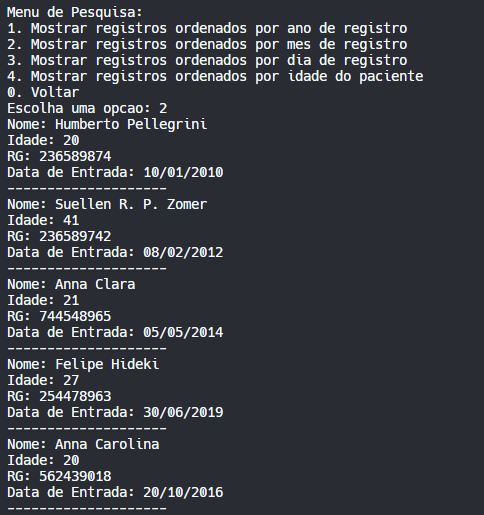 Menu de Pesquisa:
1. Mostrar registros ordenados por ano de registro
2. Mostrar registros ordenados por mes de registro
3. Mostrar registros ordenados por dia de registro
4. Mostrar registros ordenados por idade do paciente
0. Voltar
Escolha uma opcao: 2
Nome: Humberto Pellegrini
Idade: 20
RG: 236589874
Data de Entrada: 10/01/2010
--------------------
Nome: Suellen R. P. Zomer
Idade: 41
RG: 236589742
Data de Entrada: 08/02/2012
--------------------
Nome: Anna Clara
Idade: 21
RG: 744548965
Data de Entrada: 05/05/2014
--------------------
Nome: Felipe Hideki
Idade: 27
RG: 254478963
Data de Entrada: 30/06/2019
--------------------
Nome: Anna Carolina
Idade: 20
RG: 562439018
Data de Entrada: 20/10/2016
--------------------